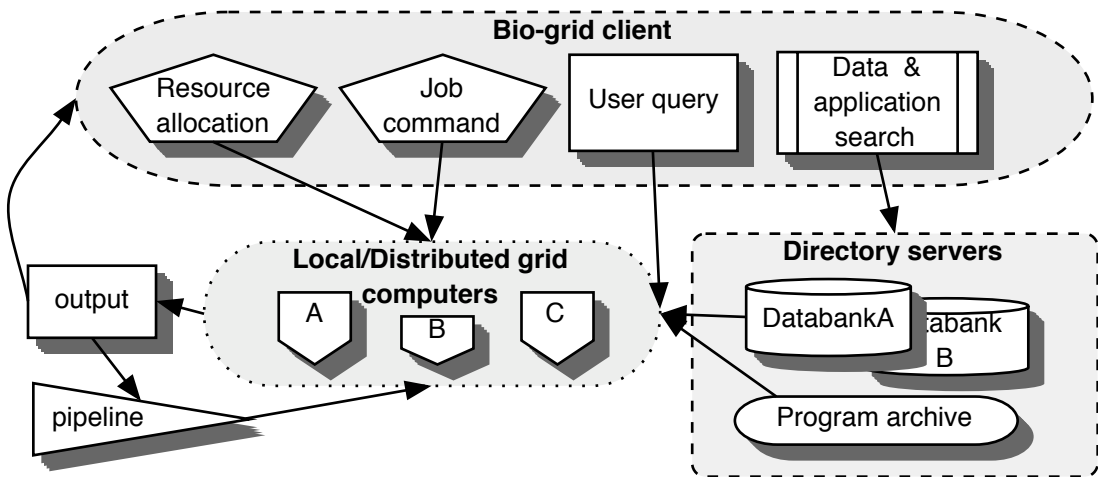 Bio-grid client
Resource
allocation
Job
command
User query
Data &
application
search
Local/Distributed grid
computers
A
B
C
output
pipeline
Directory servers
DatabankA
tabank
B
Program archive